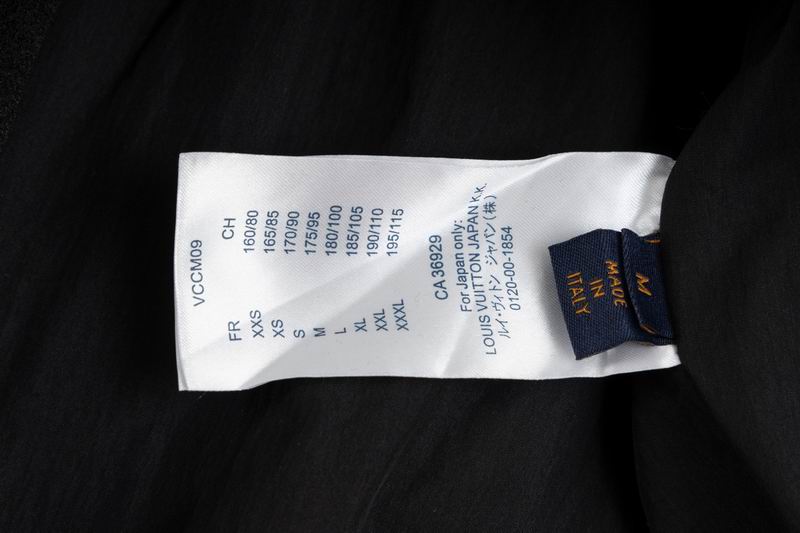 VCCM09
FR CH
XXS 160/80
XS 165/85
S 170/90
M 175/95
L 180/100
XL 185/105
XXL 190/110
XXXL 195/115
CA 36929
For Japan only:
LOUIS VUITTON JAPAN K.K.
ルイ・ヴィトン ジャパン(株)
0120-00-1854
M
MADE
IN
ITALY